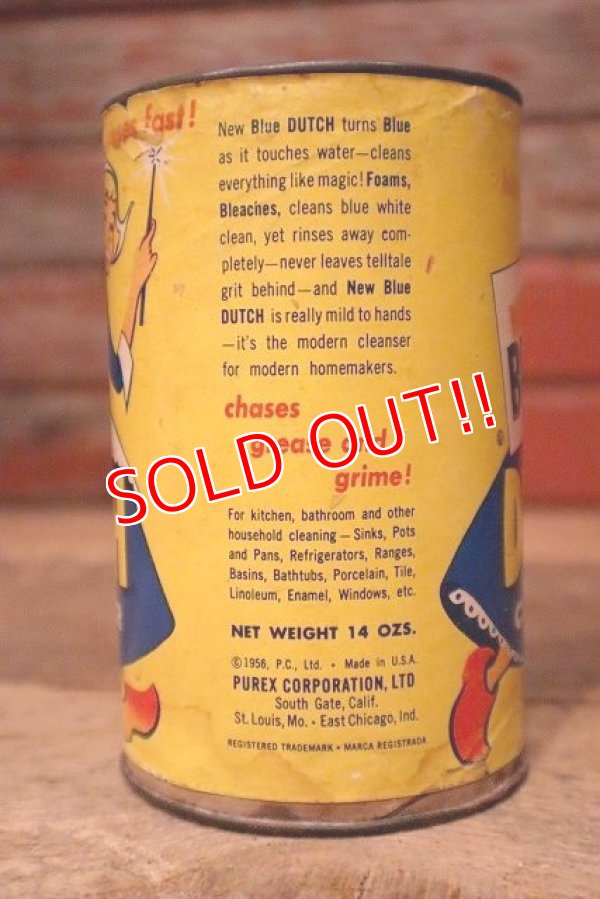 fast!
New Blue DUTCH turns Blue
as it touches water—cleans
everything like magic! Foams,
Bleaches, cleans blue white
clean, yet rinses away com-
pletely—never leaves telltale
grit behind—and New Blue
DUTCH is really mild to hands
—it's the modern cleanser
for modern homemakers.
chases
grease and
grime!
SOLD OUT!!
For kitchen, bathroom and other
household cleaning — Sinks, Pots
and Pans, Refrigerators, Ranges,
Basins, Bathtubs, Porcelain, Tile,
Linoleum, Enamel, Windows, etc.
NET WEIGHT 14 OZS.
©1956, P.C., Ltd. • Made in U.S.A.
PUREX CORPORATION, LTD
South Gate, Calif.
St. Louis, Mo. - East Chicago, Ind.
REGISTERED TRADEMARK • MARCA REGISTRADA